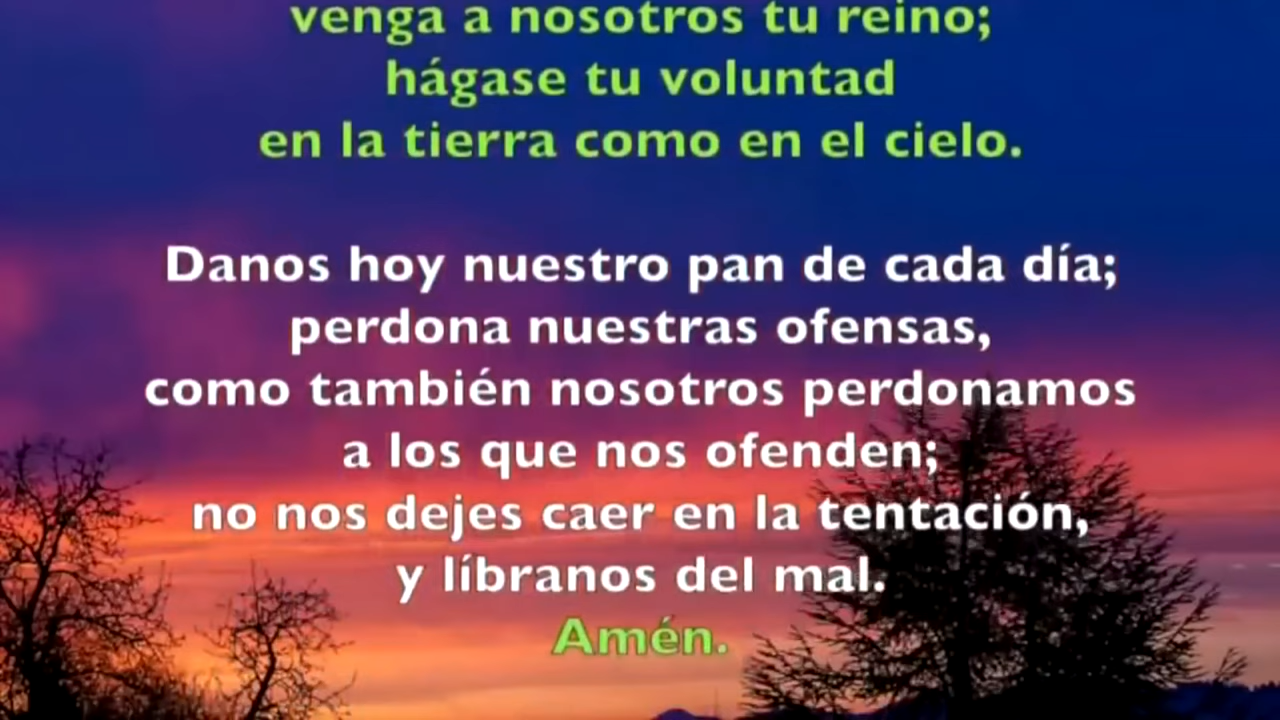 venga a nosotros tu reino;
hágase tu voluntad
en la tierra como en el cielo.
Danos hoy nuestro pan de cada día;
perdona nuestras ofensas,
como también nosotros perdonamos
a los que nos ofenden;
no nos dejes caer en la tentación,
y líbranos del mal.
Amén.